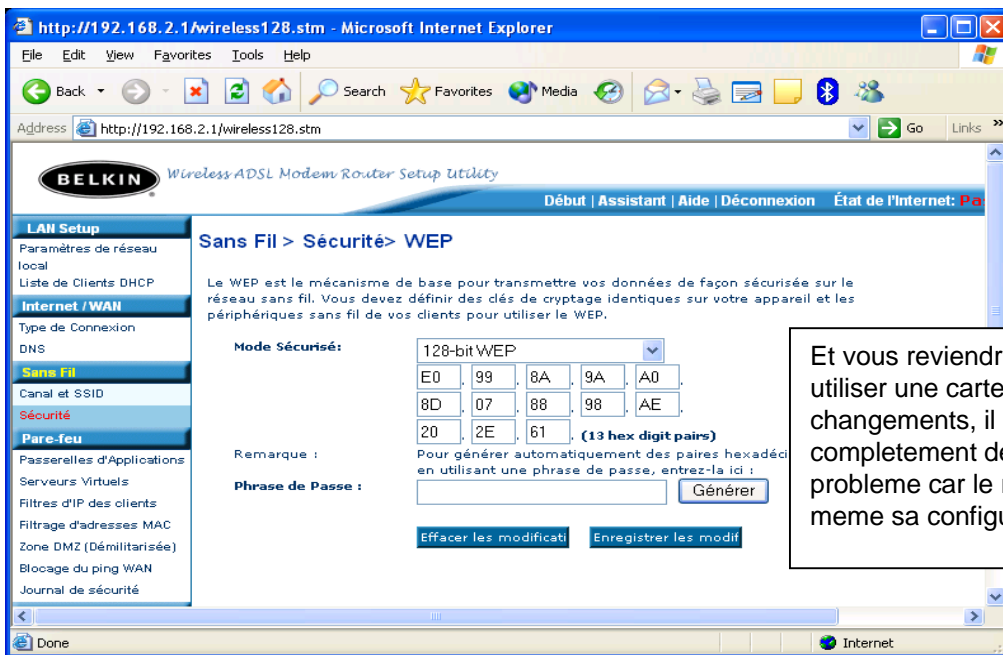 http://192.168.2.1/wireless128.stm - Microsoft Internet Explorer
File Edit View Favorites Tools Help
Back Search Favorites Media
Address http://192.168.2.1/wireless128.stm Go Links »
BELKIN Wireless ADSL Modem Router Setup Utility
Début | Assistant | Aide | Déconnexion État de l'Internet: Pa
LAN Setup
Paramètres de réseau
local
Liste de Clients DHCP
Internet / WAN
Type de Connexion
DNS
Sans Fil
Canal et SSID
Sécurité
Pare-feu
Passerelles d'Applications
Serveurs Virtuels
Filtres d'IP des clients
Filtrage d'adresses MAC
Zone DMZ (Démilitarisée)
Blocage du ping WAN
Journal de sécurité
Sans Fil > Sécurité> WEP
Le WEP est le mécanisme de base pour transmettre vos données de façon sécurisée sur le
réseau sans fil. Vous devez définir des clés de cryptage identiques sur votre appareil et les
périphériques sans fil de vos clients pour utiliser le WEP.
Mode Sécurisé: 128-bit WEP
E0 . 99 . 8A . 9A . A0 .
8D . 07 . 88 . 98 . AE .
20 . 2E . 61 . (13 hex digit pairs)
Remarque : Pour générer automatiquement des paires hexadéci
en utilisant une phrase de passe, entrez-la ici :
Phrase de Passe : Générer
Effacer les modificati Enregistrer les modif
Et vous reviendr
utiliser une carte
changements, il
completement de
probleme car le
meme sa configu
Done Internet